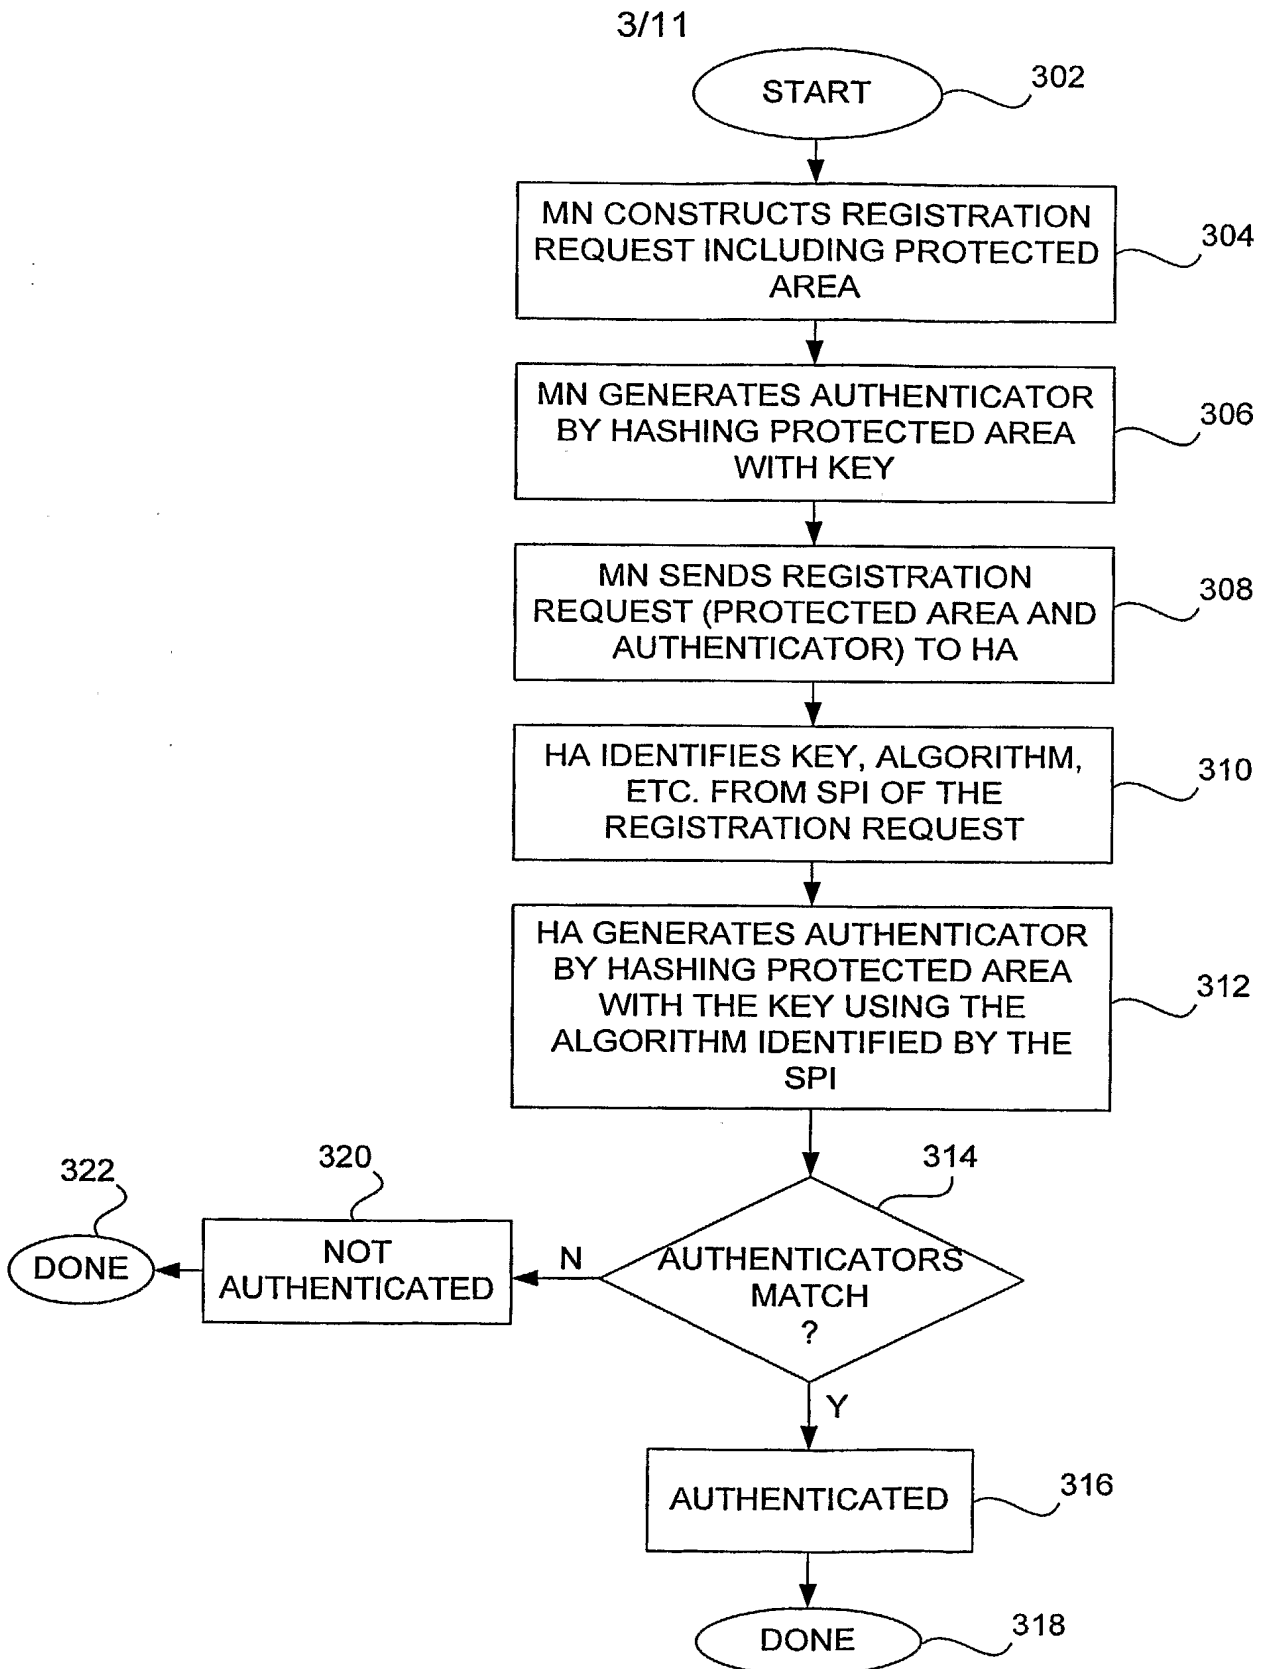 3/11
START
302
MN CONSTRUCTS REGISTRATION
REQUEST INCLUDING PROTECTED
AREA
304
MN GENERATES AUTHENTICATOR
BY HASHING PROTECTED AREA
WITH KEY
306
MN SENDS REGISTRATION
REQUEST (PROTECTED AREA AND
AUTHENTICATOR) TO HA
308
HA IDENTIFIES KEY, ALGORITHM,
ETC. FROM SPI OF THE
REGISTRATION REQUEST
310
HA GENERATES AUTHENTICATOR
BY HASHING PROTECTED AREA
WITH THE KEY USING THE
ALGORITHM IDENTIFIED BY THE
SPI
312
314
AUTHENTICATORS
MATCH
?
N
320
NOT
AUTHENTICATED
322
DONE
Y
AUTHENTICATED
316
DONE
318